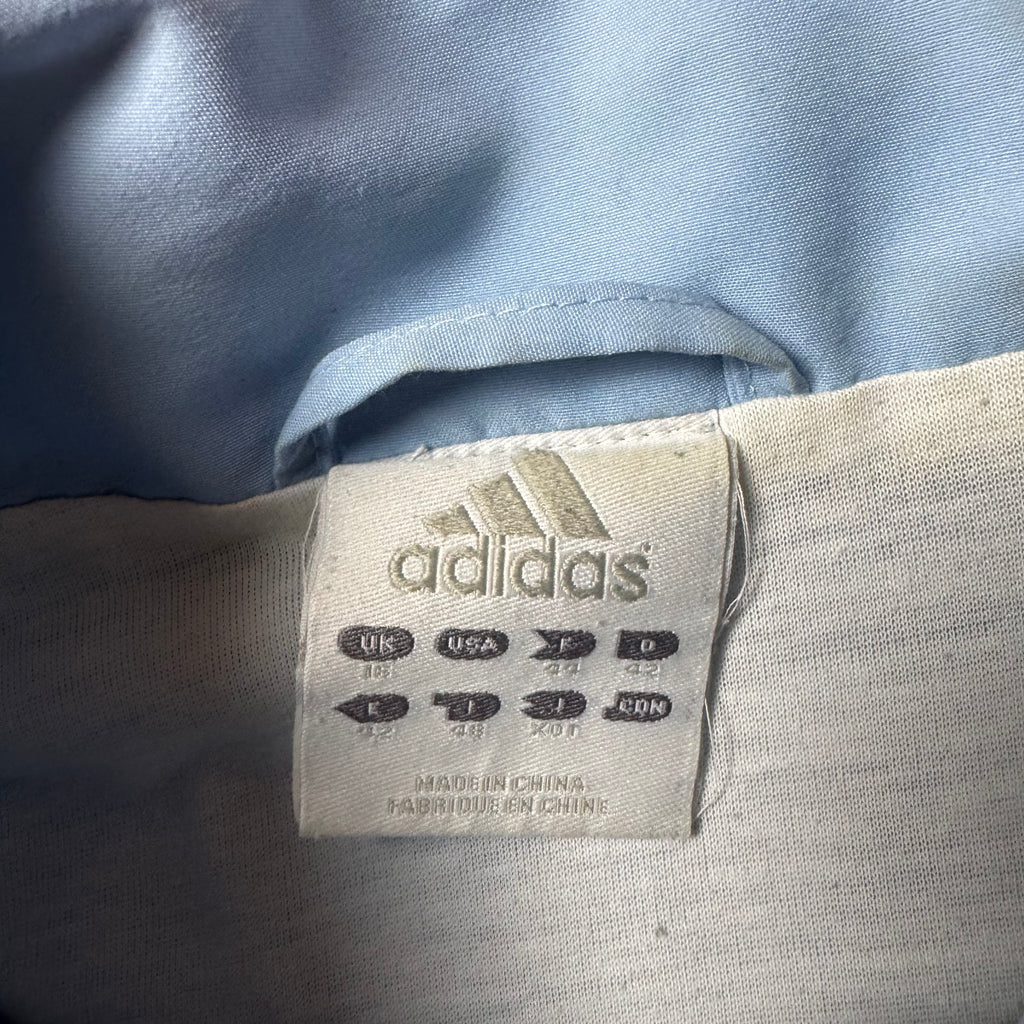 adidas
UK USA F D
16 44 42
E I J CDN
42 48 XOT
MADE IN CHINA
FABRIQUE EN CHINE